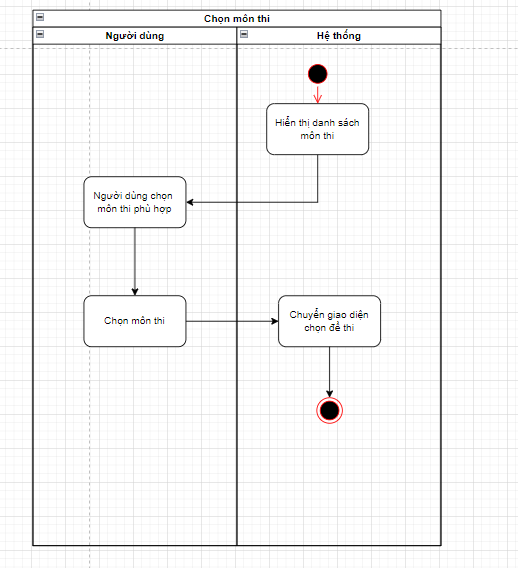 Chọn môn thi
Người dùng
Hệ thống
Hiển thị danh sách
môn thi
Người dùng chọn
môn thi phù hợp
Chọn môn thi
Chuyển giao diện
chọn đề thi